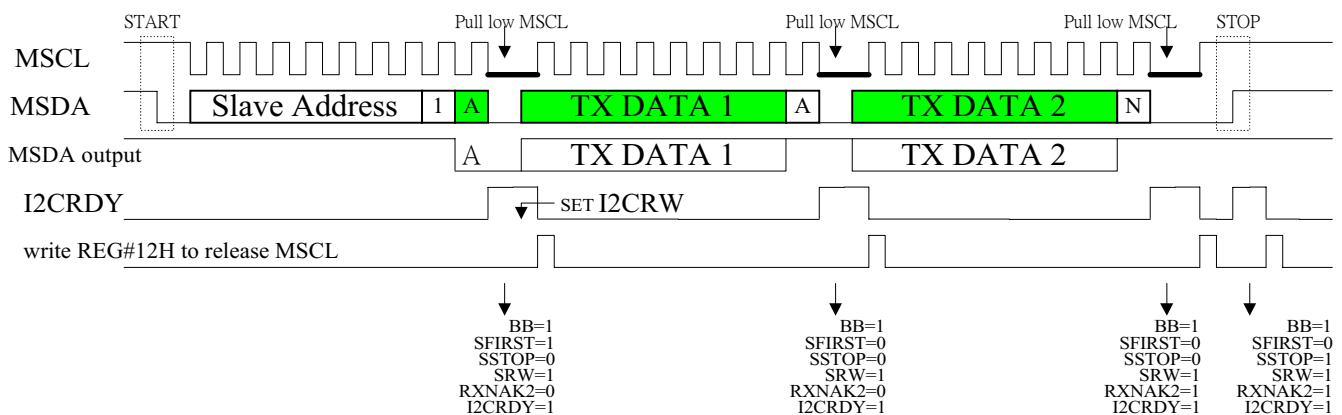 START Pull low MSCL Pull low MSCL Pull low MSCL STOP
MSCL
MSDA Slave Address 1 A TX DATA 1 A TX DATA 2 N
MSDA output A TX DATA 1 TX DATA 2
I2CRDY SET I2CRW
write REG#12H to release MSCL
BB=1 BB=1 BB=1 BB=1
SFIRST=1 SFIRST=0 SFIRST=0 SFIRST=0
SSTOP=0 SSTOP=0 SSTOP=0 SSTOP=1
SRW=1 SRW=1 SRW=1 SRW=1
RXNAK2=0 RXNAK2=0 RXNAK2=1 RXNAK2=1
I2CRDY=1 I2CRDY=1 I2CRDY=1 I2CRDY=1